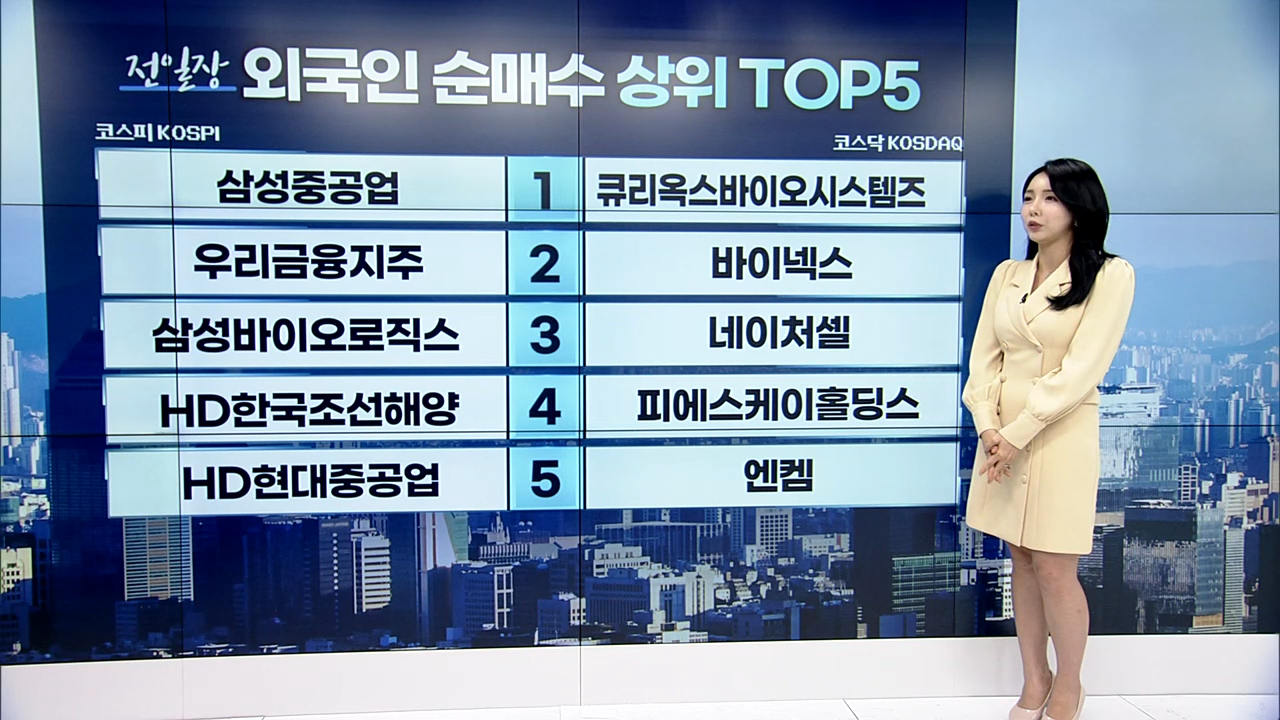 전일장 외국인 순매수 상위 TOP5
코스피 KOSPI 코스닥 KOSDAQ
삼성중공업 1 큐리옥스바이오시스템즈
우리금융지주 2 바이넥스
삼성바이오로직스 3 네이처셀
HD한국조선해양 4 피에스케이홀딩스
HD현대중공업 5 엔켐